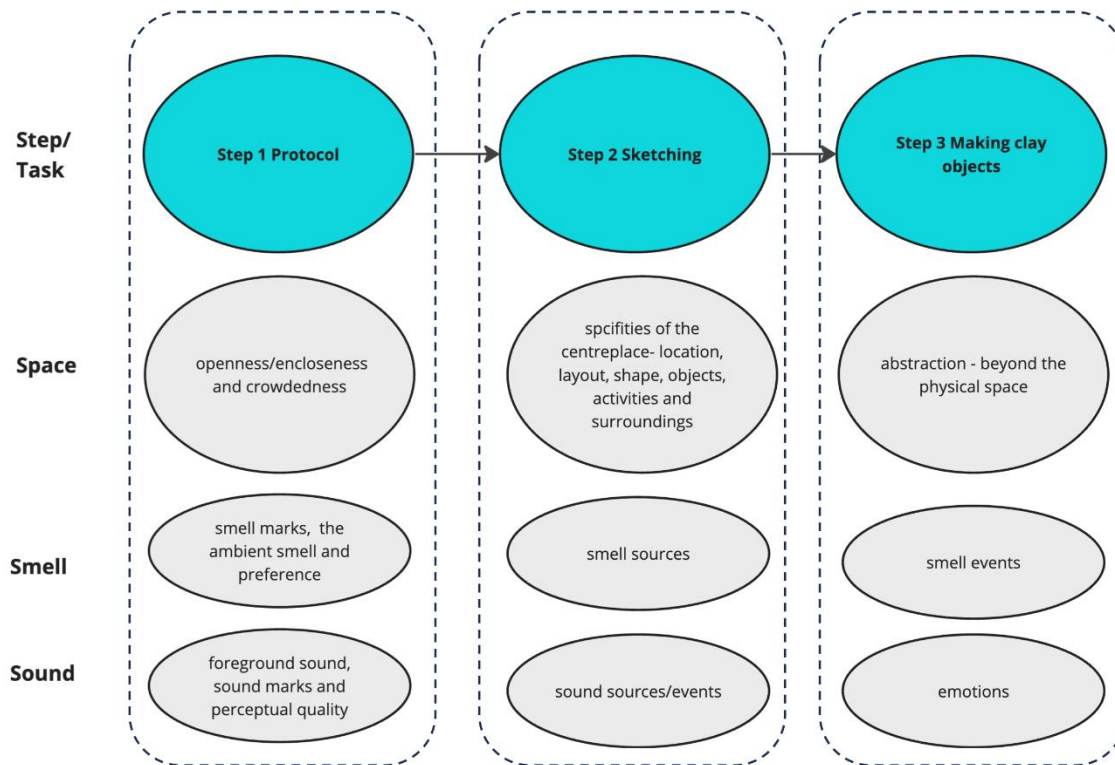 Step/
Task
Step 1 Protocol
Step 2 Sketching
Step 3 Making clay
objects
Space
openness/encloseness
and crowdedness
spcifities of the
centreplace- location,
layout, shape, objects,
activities and
surroundings
abstraction - beyond the
physical space
Smell
smell marks, the
ambient smell and
preference
smell sources
smell events
Sound
foreground sound,
sound marks and
perceptual quality
sound sources/events
emotions